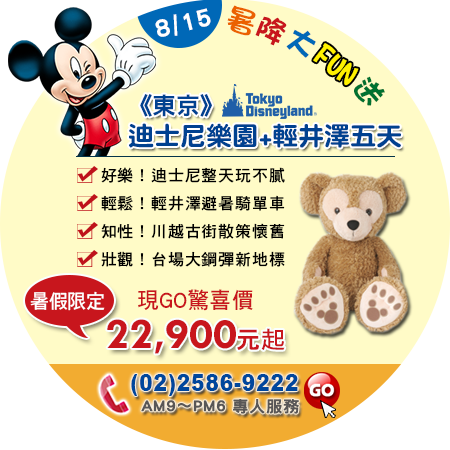 8/15
暑降大FUN送
《東京》 Tokyo Disneyland®
迪士尼樂園+輕井澤五天
好樂！迪士尼整天玩不膩
輕鬆！輕井澤避暑騎單車
知性！川越古街散策懷舊
壯觀！台場大鋼彈新地標
暑假限定
現GO驚喜價
22,900元起
(02)2586-9222 GO
AM9～PM6 專人服務